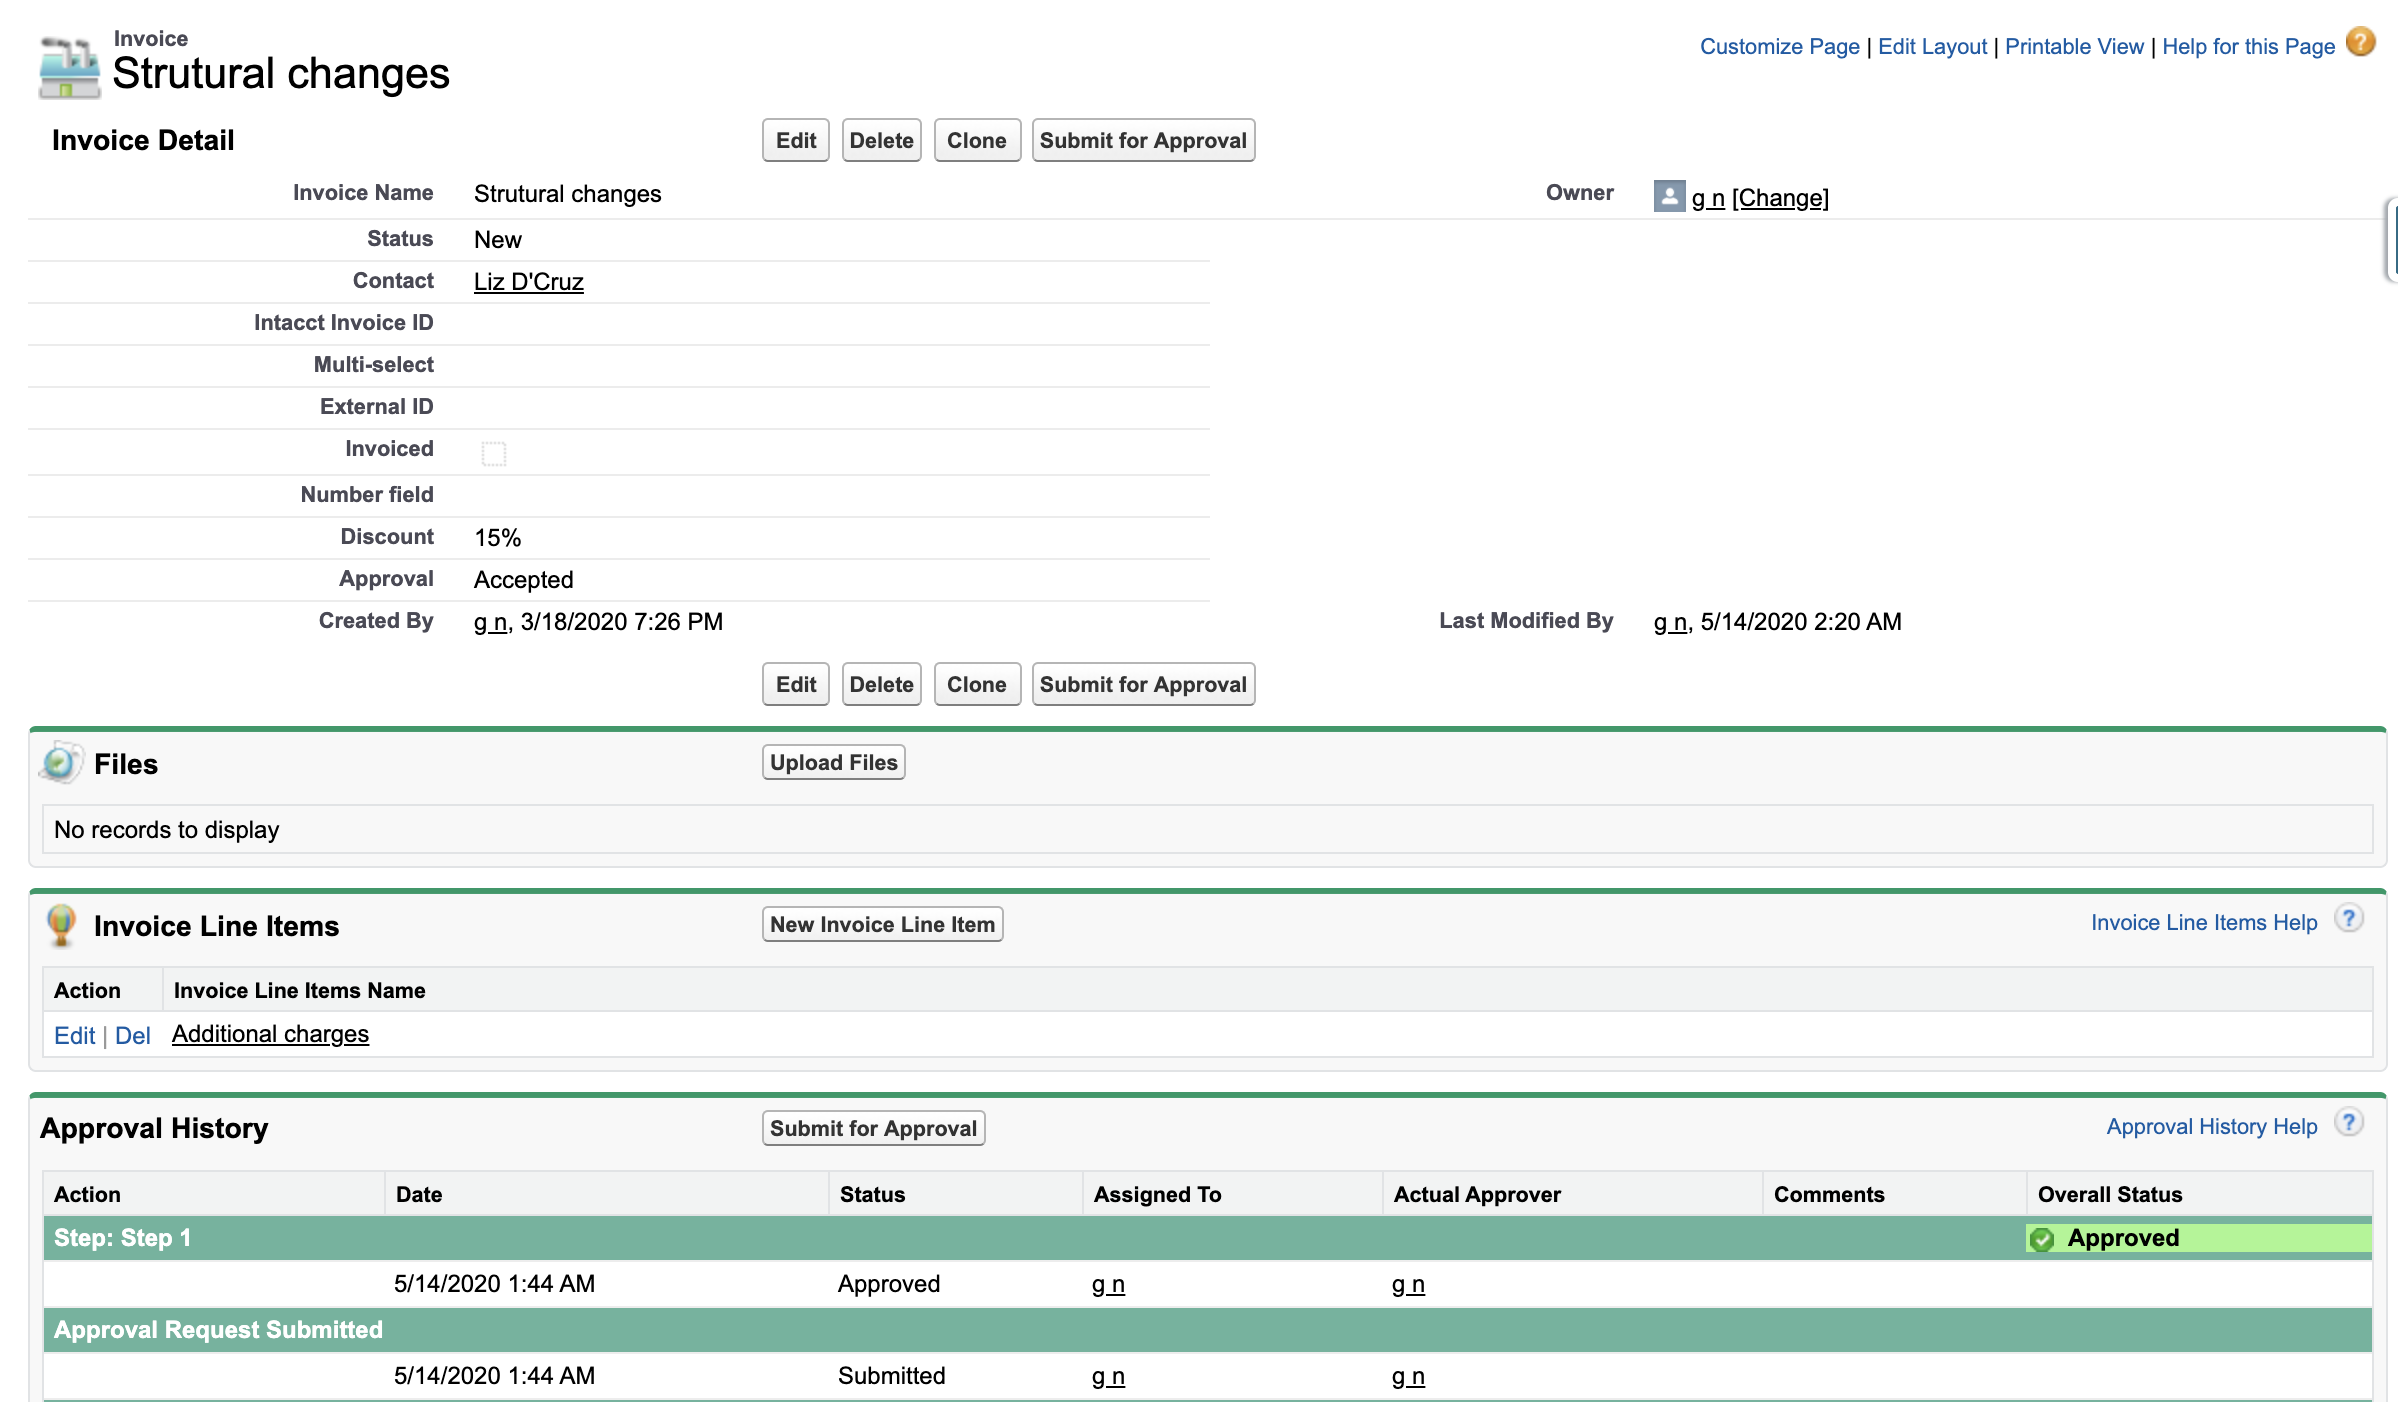 Invoice
Strutural changes
Customize Page | Edit Layout | Printable View | Help for this Page ?
Invoice Detail
Edit Delete Clone Submit for Approval
Invoice Name Strutural changes Owner g n [Change]
Status New
Contact Liz D'Cruz
Intacct Invoice ID
Multi-select
External ID
Invoiced
Number field
Discount 15%
Approval Accepted
Created By g n, 3/18/2020 7:26 PM Last Modified By g n, 5/14/2020 2:20 AM
Edit Delete Clone Submit for Approval
Files Upload Files
No records to display
Invoice Line Items New Invoice Line Item Invoice Line Items Help ?
Action Invoice Line Items Name
Edit | Del Additional charges
Approval History Submit for Approval Approval History Help ?
Action Date Status Assigned To Actual Approver Comments Overall Status
Step: Step 1 Approved
5/14/2020 1:44 AM Approved g n g n
Approval Request Submitted
5/14/2020 1:44 AM Submitted g n g n